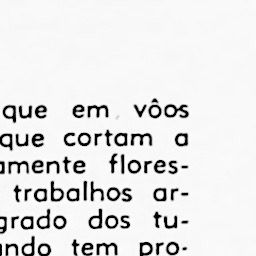 que em vôos
que cortam a
amente flores-
trabalhos ar-
grado dos tu-
ando tem pro-